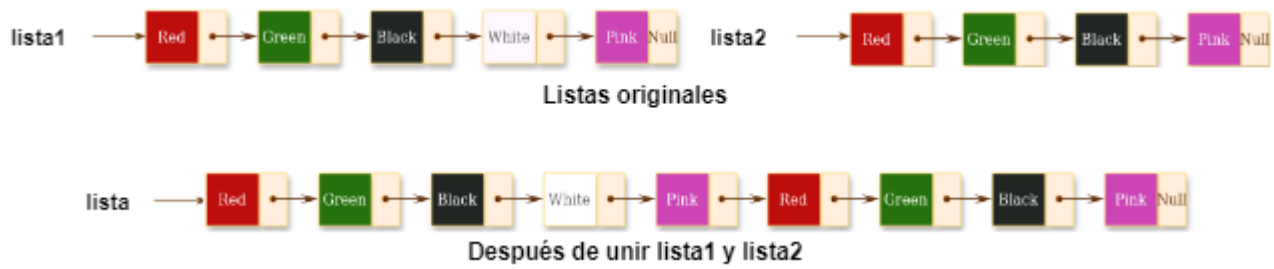 lista1 Red Green Black White Pink Null lista2 Red Green Black Pink Null
Listas originales
lista Red Green Black White Pink Red Green Black Pink Null
Después de unir lista1 y lista2